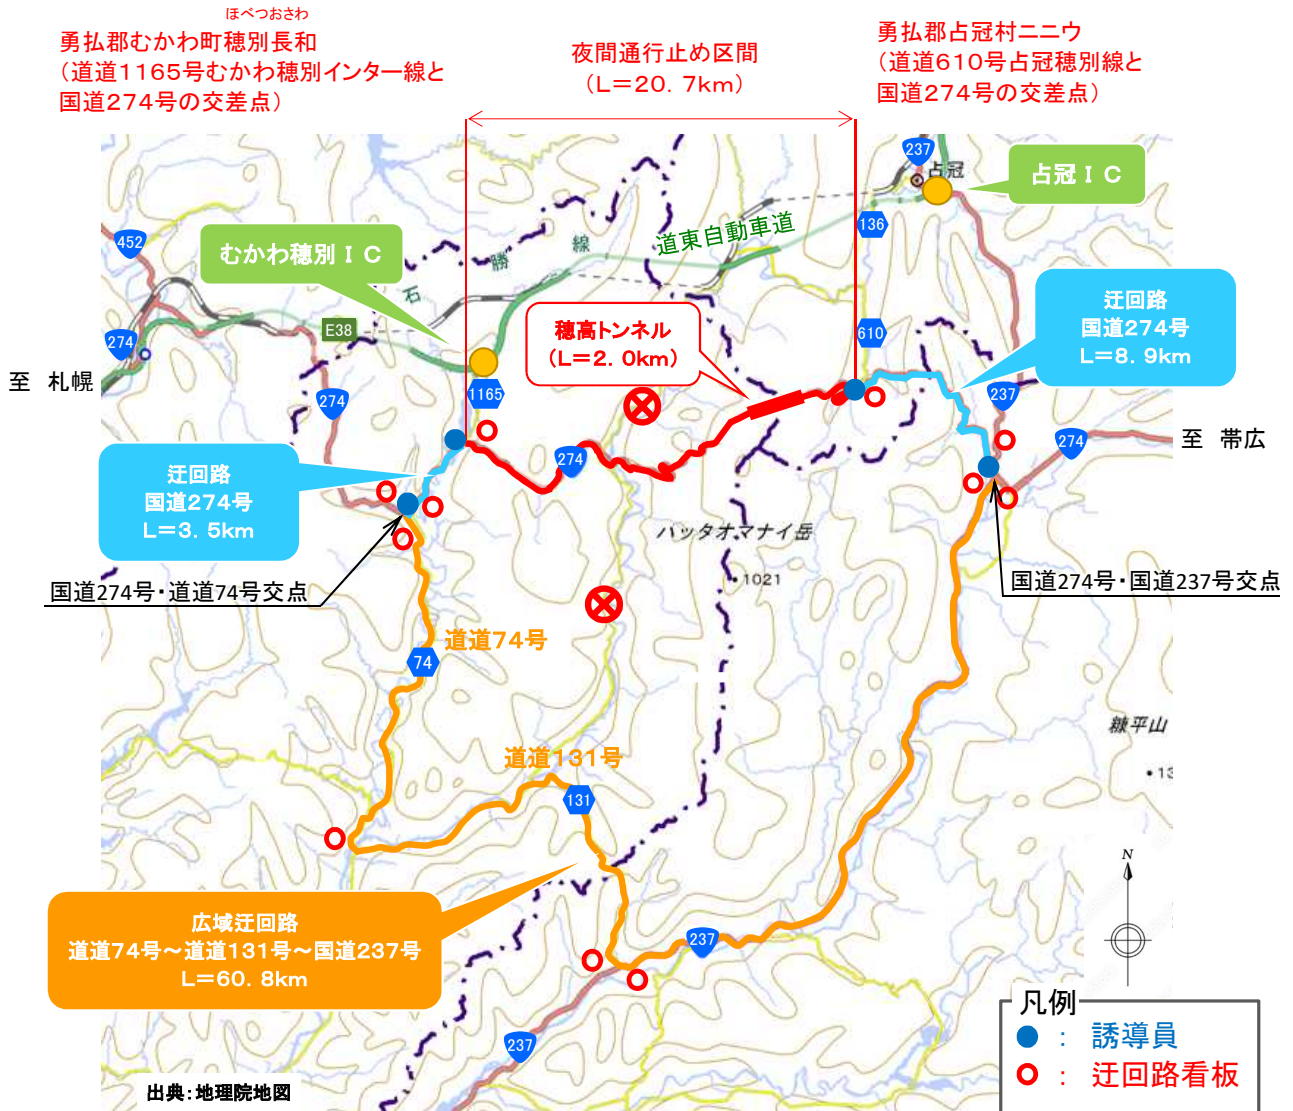 ほべつおさわ
勇払郡むかわ町穂別長和
（道道1165号むかわ穂別インター線と
国道274号の交差点）
夜間通行止め区間
（L＝20．7km）
勇払郡占冠村ニニウ
（道道610号占冠穂別線と
国道274号の交差点）
237
占冠
占冠ＩＣ
136
道東自動車道
452
むかわ穂別ＩＣ
石勝線
E38
274
穂高トンネル
（L＝2．0km）
610
迂回路
国道274号
L＝8．9km
至 札幌
274
1165
237
274
至 帯広
迂回路
国道274号
L＝3．5km
274
ハッタオマナイ岳
1021
国道274号・道道74号交点
国道274号・国道237号交点
道道74号
74
糠平山
13
道道131号
131
広域迂回路
道道74号～道道131号～国道237号
L＝60．8km
237
N
237
凡例
： 誘導員
： 迂回路看板
出典：地理院地図